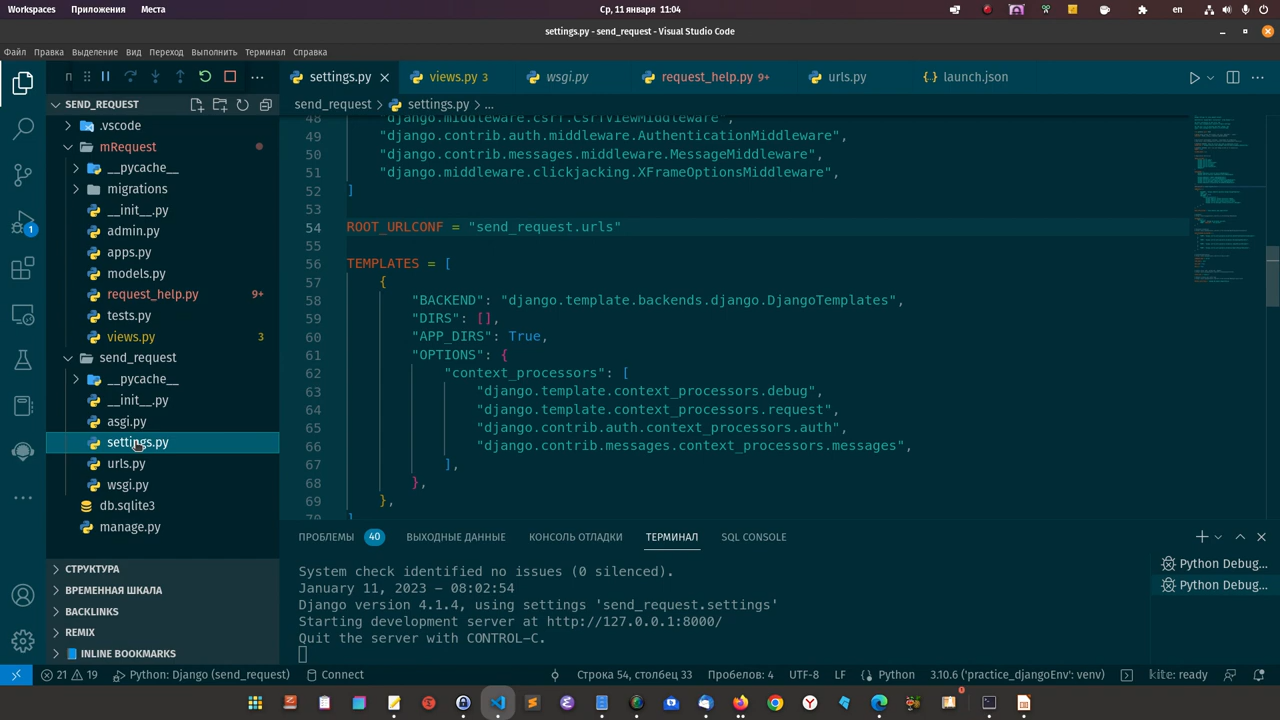 Workspaces Приложения Места
Ср, 11 января 11:04
en
settings.py - send_request - Visual Studio Code
Файл Правка Выделение Вид Переход Выполнить Терминал Справка
settings.py views.py 3 wsgi.py request_help.py 9+ urls.py {.} launch.json
SEND_REQUEST
send_request > settings.py > ...
.vscode
mRequest
__pycache__
migrations
__init__.py
admin.py
apps.py
models.py
request_help.py 9+
tests.py
views.py 3
send_request
__pycache__
__init__.py
asgi.py
settings.py
urls.py
wsgi.py
db.sqlite3
manage.py
СТРУКТУРА
ВРЕМЕННАЯ ШКАЛА
BACKLINKS
REMIX
INLINE BOOKMARKS
1
48 "django.middleware.csrf.CsrfViewMiddleware",
49 "django.contrib.auth.middleware.AuthenticationMiddleware",
50 "django.contrib.messages.middleware.MessageMiddleware",
51 "django.middleware.clickjacking.XFrameOptionsMiddleware",
52 ]
53
54 ROOT_URLCONF = "send_request.urls"
55
56 TEMPLATES = [
57 {
58 "BACKEND": "django.template.backends.django.DjangoTemplates",
59 "DIRS": [],
60 "APP_DIRS": True,
61 "OPTIONS": {
62 "context_processors": [
63 "django.template.context_processors.debug",
64 "django.template.context_processors.request",
65 "django.contrib.auth.context_processors.auth",
66 "django.contrib.messages.context_processors.messages",
67 ],
68 },
69 },
70 ]
ПРОБЛЕМЫ 40 ВЫХОДНЫЕ ДАННЫЕ КОНСОЛЬ ОТЛАДКИ ТЕРМИНАЛ SQL CONSOLE
System check identified no issues (0 silenced).
January 11, 2023 - 08:02:54
Django version 4.1.4, using settings 'send_request.settings'
Starting development server at http://127.0.0.1:8000/
Quit the server with CONTROL-C.
Python Debug...
Python Debug...
21 19 Python: Django (send_request) Connect Строка 54, столбец 33 Пробелов: 4 UTF-8 LF Python 3.10.6 ('practice_djangoEnv': venv) kite: ready